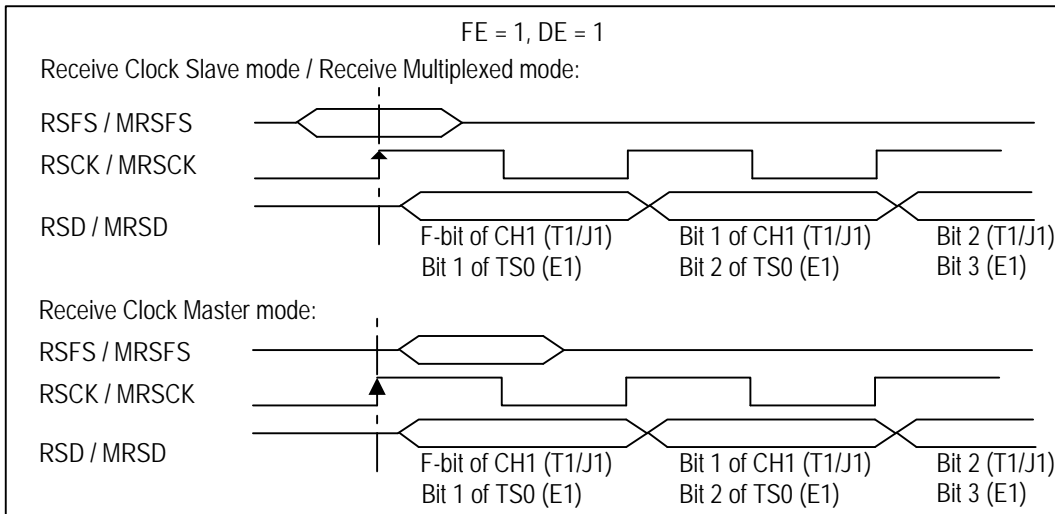 FE = 1, DE = 1
Receive Clock Slave mode / Receive Multiplexed mode:
RSFS / MRSFS
RSCK / MRSCK
RSD / MRSD
F-bit of CH1 (T1/J1) Bit 1 of CH1 (T1/J1) Bit 2 (T1/J1)
Bit 1 of TS0 (E1) Bit 2 of TS0 (E1) Bit 3 (E1)
Receive Clock Master mode:
RSFS / MRSFS
RSCK / MRSCK
RSD / MRSD
F-bit of CH1 (T1/J1) Bit 1 of CH1 (T1/J1) Bit 2 (T1/J1)
Bit 1 of TS0 (E1) Bit 2 of TS0 (E1) Bit 3 (E1)